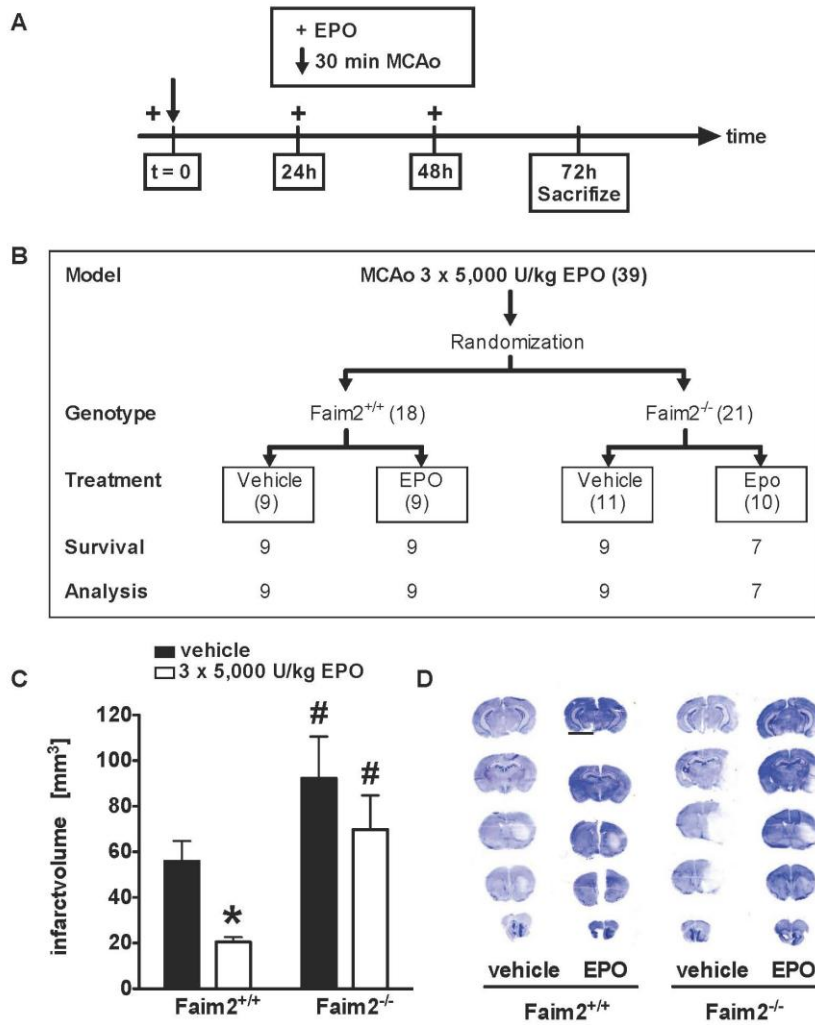 A
+ EPO
30 min MCAo
+ + +
time
t = 0 24h 48h 72h
Sacrifize
B
Model MCAo 3 x 5,000 U/kg EPO (39)
Randomization
Genotype Faim2+/+ (18) Faim2-/- (21)
Treatment Vehicle EPO Vehicle Epo
(9) (9) (11) (10)
Survival 9 9 9 7
Analysis 9 9 9 7
C
vehicle
3 x 5,000 U/kg EPO
infarctvolume [mm³]
120
100
80
60
40
20
0
*
#
#
Faim2+/+ Faim2-/-
D
vehicle EPO vehicle EPO
Faim2+/+ Faim2-/-